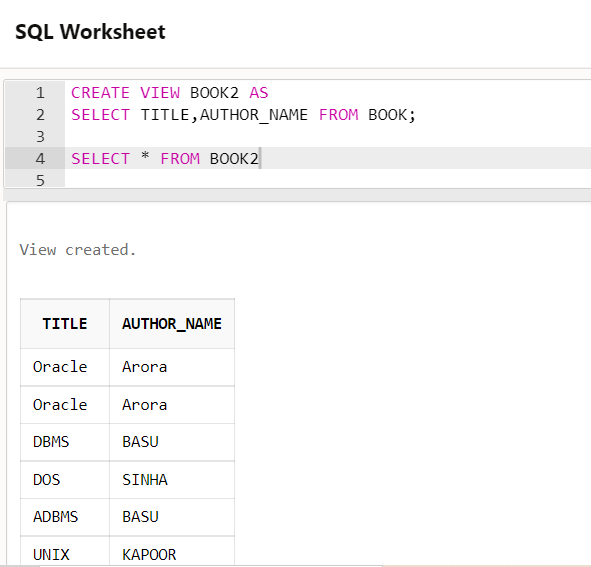 SQL Worksheet
1 CREATE VIEW BOOK2 AS
2 SELECT TITLE,AUTHOR_NAME FROM BOOK;
3
4 SELECT * FROM BOOK2
5
View created.
TITLE AUTHOR_NAME
Oracle Arora
Oracle Arora
DBMS BASU
DOS SINHA
ADBMS BASU
UNIX KAPOOR